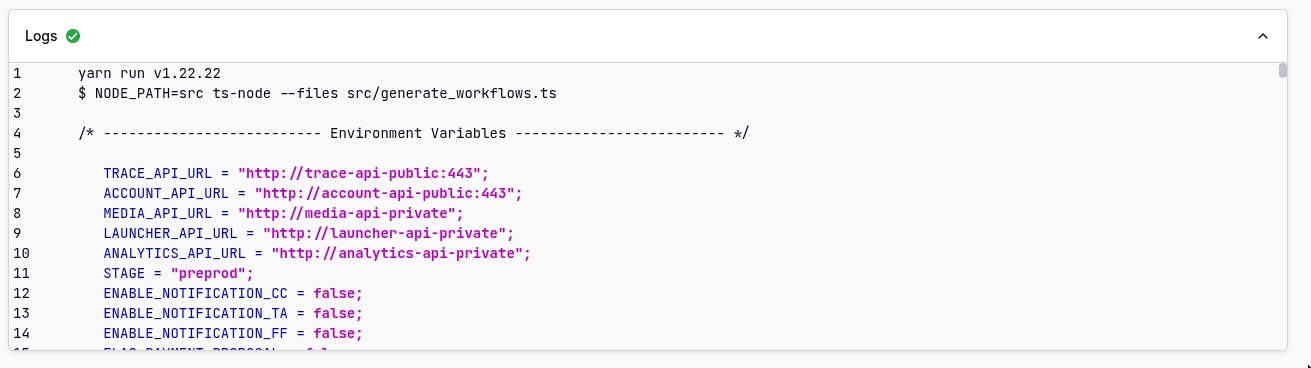 Logs
1 yarn run v1.22.22
2 $ NODE_PATH=src ts-node --files src/generate_workflows.ts
3
4 /* -------------------------- Environment Variables ------------------------- */
5
6 TRACE_API_URL = "http://trace-api-public:443";
7 ACCOUNT_API_URL = "http://account-api-public:443";
8 MEDIA_API_URL = "http://media-api-private";
9 LAUNCHER_API_URL = "http://launcher-api-private";
10 ANALYTICS_API_URL = "http://analytics-api-private";
11 STAGE = "preprod";
12 ENABLE_NOTIFICATION_CC = false;
13 ENABLE_NOTIFICATION_TA = false;
14 ENABLE_NOTIFICATION_FF = false;